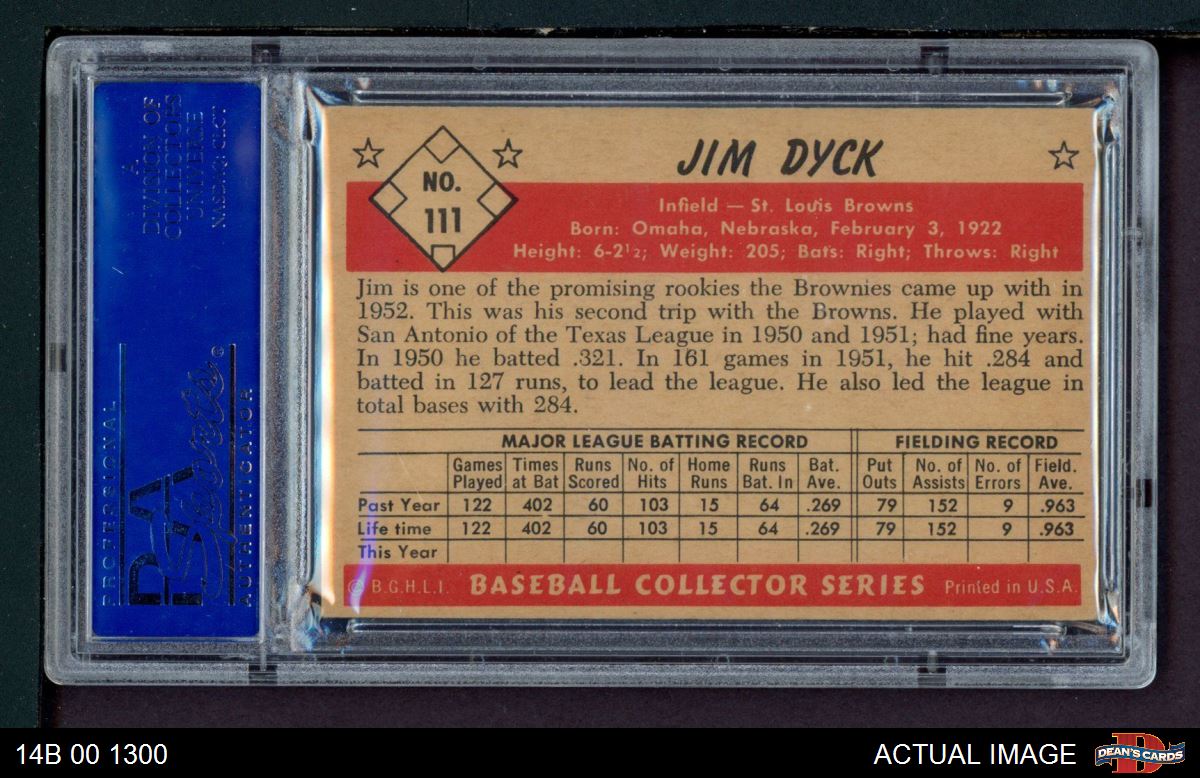 A
DIVISION OF
COLLECTORS
UNIVERSE
NASDAQ: CLCT
PROFESSIONAL
PSA
Sports®
AUTHENTICATOR
JIM DYCK
NO.
111
Infield — St. Louis Browns
Born: Omaha, Nebraska, February 3, 1922
Height: 6-2½; Weight: 205; Bats: Right; Throws: Right
Jim is one of the promising rookies the Brownies came up with in
1952. This was his second trip with the Browns. He played with
San Antonio of the Texas League in 1950 and 1951; had fine years.
In 1950 he batted .321. In 161 games in 1951, he hit .284 and
batted in 127 runs, to lead the league. He also led the league in
total bases with 284.
MAJOR LEAGUE BATTING RECORD FIELDING RECORD
Games Times Runs No. of Home Runs Bat. Put No. of No. of Field.
Played at Bat Scored Hits Runs Bat. In Ave. Outs Assists Errors Ave.
Past Year 122 402 60 103 15 64 .269 79 152 9 .963
Life time 122 402 60 103 15 64 .269 79 152 9 .963
This Year
© B.G.H.L.I. BASEBALL COLLECTOR SERIES Printed in U.S.A.
14B 00 1300 ACTUAL IMAGE DEAN'S CARDS